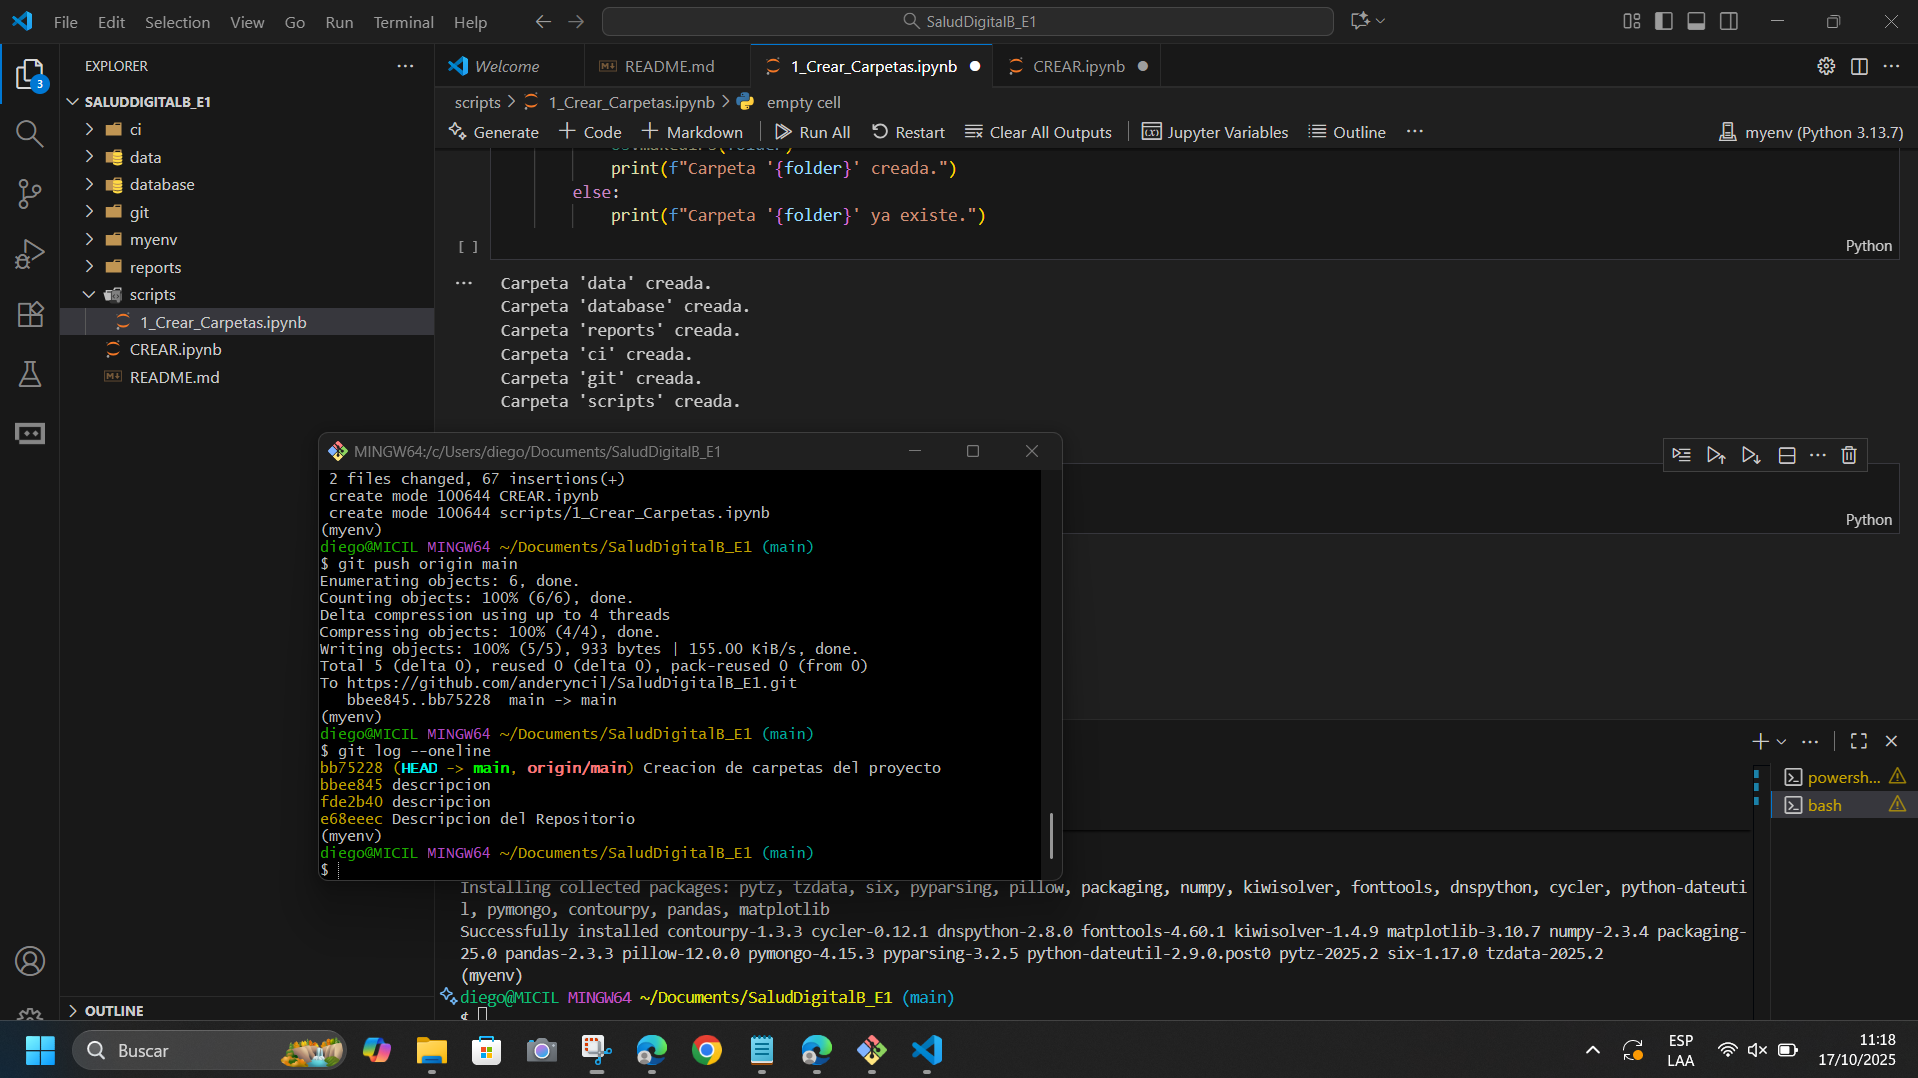 File Edit Selection View Go Run Terminal Help
SaludDigitalB_E1
EXPLORER
SALUDDIGITALB_E1
ci
data
database
git
myenv
reports
scripts
1_Crear_Carpetas.ipynb
CREAR.ipynb
README.md
OUTLINE
3
Welcome README.md 1_Crear_Carpetas.ipynb CREAR.ipynb
scripts > 1_Crear_Carpetas.ipynb > empty cell
Generate + Code + Markdown Run All Restart Clear All Outputs Jupyter Variables Outline ... myenv (Python 3.13.7)
os.makedirs(folder)
print(f"Carpeta '{folder}' creada.")
else:
print(f"Carpeta '{folder}' ya existe.")
[ ]
Python
Carpeta 'data' creada.
Carpeta 'database' creada.
Carpeta 'reports' creada.
Carpeta 'ci' creada.
Carpeta 'git' creada.
Carpeta 'scripts' creada.
Python
MINGW64:/c/Users/diego/Documents/SaludDigitalB_E1
2 files changed, 67 insertions(+)
create mode 100644 CREAR.ipynb
create mode 100644 scripts/1_Crear_Carpetas.ipynb
(myenv)
diego@MICIL MINGW64 ~/Documents/SaludDigitalB_E1 (main)
$ git push origin main
Enumerating objects: 6, done.
Counting objects: 100% (6/6), done.
Delta compression using up to 4 threads
Compressing objects: 100% (4/4), done.
Writing objects: 100% (5/5), 933 bytes | 155.00 KiB/s, done.
Total 5 (delta 0), reused 0 (delta 0), pack-reused 0 (from 0)
To https://github.com/anderyncil/SaludDigitalB_E1.git
bbee845..bb75228  main -> main
(myenv)
diego@MICIL MINGW64 ~/Documents/SaludDigitalB_E1 (main)
$ git log --oneline
bb75228 (HEAD -> main, origin/main) Creacion de carpetas del proyecto
bbee845 descripcion
fde2b40 descripcion
e68eeec Descripcion del Repositorio
(myenv)
diego@MICIL MINGW64 ~/Documents/SaludDigitalB_E1 (main)
$
powersh...
bash
Installing collected packages: pytz, tzdata, six, pyparsing, pillow, packaging, numpy, kiwisolver, fonttools, dnspython, cycler, python-dateuti
l, pymongo, contourpy, pandas, matplotlib
Successfully installed contourpy-1.3.3 cycler-0.12.1 dnspython-2.8.0 fonttools-4.60.1 kiwisolver-1.4.9 matplotlib-3.10.7 numpy-2.3.4 packaging-
25.0 pandas-2.3.3 pillow-12.0.0 pymongo-4.15.3 pyparsing-3.2.5 python-dateutil-2.9.0.post0 pytz-2025.2 six-1.17.0 tzdata-2025.2
(myenv)
diego@MICIL MINGW64 ~/Documents/SaludDigitalB_E1 (main)
$
Buscar
ESP
LAA
11:18
17/10/2025